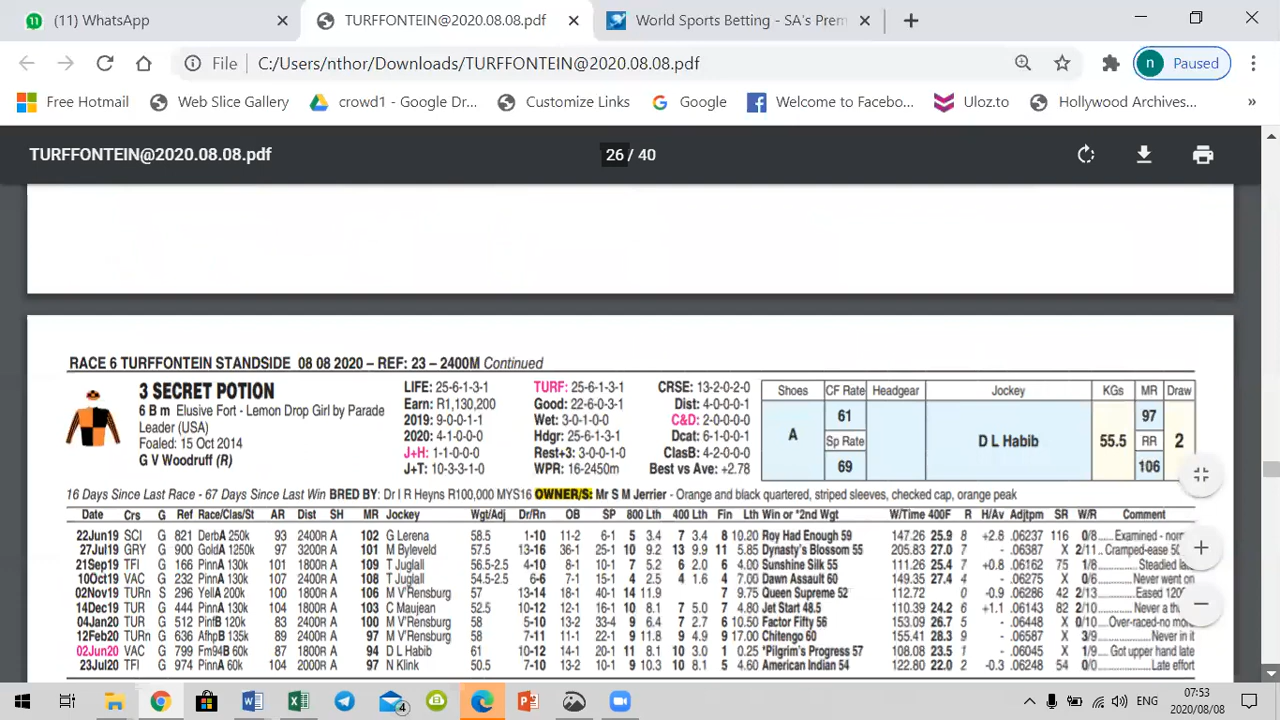 (11) WhatsApp
TURFFONTEIN@2020.08.08.pdf
World Sports Betting - SA's Prem
File C:/Users/nthor/Downloads/TURFFONTEIN@2020.08.08.pdf
n Paused
Free Hotmail Web Slice Gallery crowd1 - Google Dr... Customize Links Google Welcome to Facebo... Uloz.to Hollywood Archives... »
TURFFONTEIN@2020.08.08.pdf 26 / 40
RACE 6 TURFFONTEIN STANDSIDE 08 08 2020 – REF: 23 – 2400M Continued
3 SECRET POTION
6 B m Elusive Fort - Lemon Drop Girl by Parade
Leader (USA)
Foaled: 15 Oct 2014
G V Woodruff (R)
LIFE: 25-6-1-3-1 TURF: 25-6-1-3-1 CRSE: 13-2-0-2-0
Earn: R1,130,200 Good: 22-6-0-3-1 Dist: 4-0-0-0-1
2019: 9-0-0-1-1 Wet: 3-0-1-0-0 C&D: 2-0-0-0-0
2020: 4-1-0-0-0 Hdgr: 25-6-1-3-1 Dcat: 6-1-0-0-1
J+H: 1-1-0-0-0 Rest+3: 3-0-0-1-0 ClasB: 4-2-0-0-0
J+T: 10-3-3-1-0 WPR: 16-2450m Best vs Ave: +2.78
Shoes CF Rate Headgear Jockey KGs MR Draw
A 61 D L Habib 55.5 97 2
Sp Rate RR
69 106
16 Days Since Last Race - 67 Days Since Last Win BRED BY: Dr I R Heyns R100,000 MYS16 OWNER/S: Mr S M Jerrier - Orange and black quartered, striped sleeves, checked cap, orange peak
Date Crs G Ref Race/Clas/St AR Dist SH MR Jockey Wgt/Adj Dr/Rn OB SP 800 Lth 400 Lth Fin Lth Win or *2nd Wgt W/Time 400F R H/Av Adjtpm SR W/R Comment
22Jun19 SCI G 821 DerbA 250k 93 2400R A 102 G Lerena 58.5 1-10 11-2 6-1 5 3.4 7 3.4 8 10.20 Roy Had Enough 59 147.26 25.9 8 +2.8 .06237 116 0/8 Examined - nor
27Jul19 GRY G 900 GoldA 1250k 97 3200R A 101 M Byleveld 57.5 13-16 36-1 25-1 10 9.2 13 9.9 11 5.85 Dynasty's Blossom 55 205.83 27.0 7 - .06395 X 2/11 Cramped-ease 50
21Sep19 TFI G 166 PinnA 130k 101 1800R A 109 T Juglall 56.5-2.5 4-10 8-1 10-1 7 5.2 6 2.0 6 4.00 Sunshine Silk 55 111.26 25.4 7 +0.8 .06162 75 1/8 Steadied la
10Oct19 VAC G 232 PinnA 130k 107 2400R A 108 T Juglall 54.5-2.5 6-6 7-1 15-1 4 2.5 4 1.6 4 7.00 Dawn Assault 60 149.35 27.4 4 - .06275 X 0/6 Never went on
02Nov19 TURn S 296 YellA 200k 100 1800R A 107 M V'Rensburg 57 13-14 18-1 40-1 14 11.9 7 9.75 Queen Supreme 52 112.72 0 -0.9 .06286 42 2/13 Eased 120
14Dec19 TUR G 444 PinnA 130k 104 1800R A 103 C Maujean 52.5 10-12 12-1 16-1 10 8.1 7 5.0 7 4.80 Jet Start 48.5 110.39 24.2 6 +1.1 .06143 82 2/10 Never a th
04Jan20 TUR G 512 PinfB 120k 83 2400R A 100 M V'Rensburg 58 5-10 13-2 33-4 9 6.4 7 2.7 6 10.50 Factor Fifty 56 153.09 26.7 5 - .06448 X 0/10 Over-raced-no mo
12Feb20 TURn G 636 AfhpB 135k 89 2400R A 97 M V'Rensburg 58 7-11 11-1 22-1 9 11.8 9 4.9 9 17.00 Chitengo 60 155.41 28.3 9 - .06587 X 3/9 Never in it
02Jun20 VAC G 799 Fm94B 60k 87 1800R A 94 D L Habib 61 10-12 14-1 20-1 11 8.1 10 3.0 1 0.25 *Pilgrim's Progress 57 108.08 23.5 1 - .06045 X 1/9 Got upper hand late
23Jul20 TFI G 974 PinnA 60k 104 2000R A 97 N Klink 50.5 7-10 13-2 10-1 9 10.3 10 8.1 5 4.60 American Indian 54 122.80 22.0 2 -0.3 .06248 54 0/0 Late effort
07:53
2020/08/08